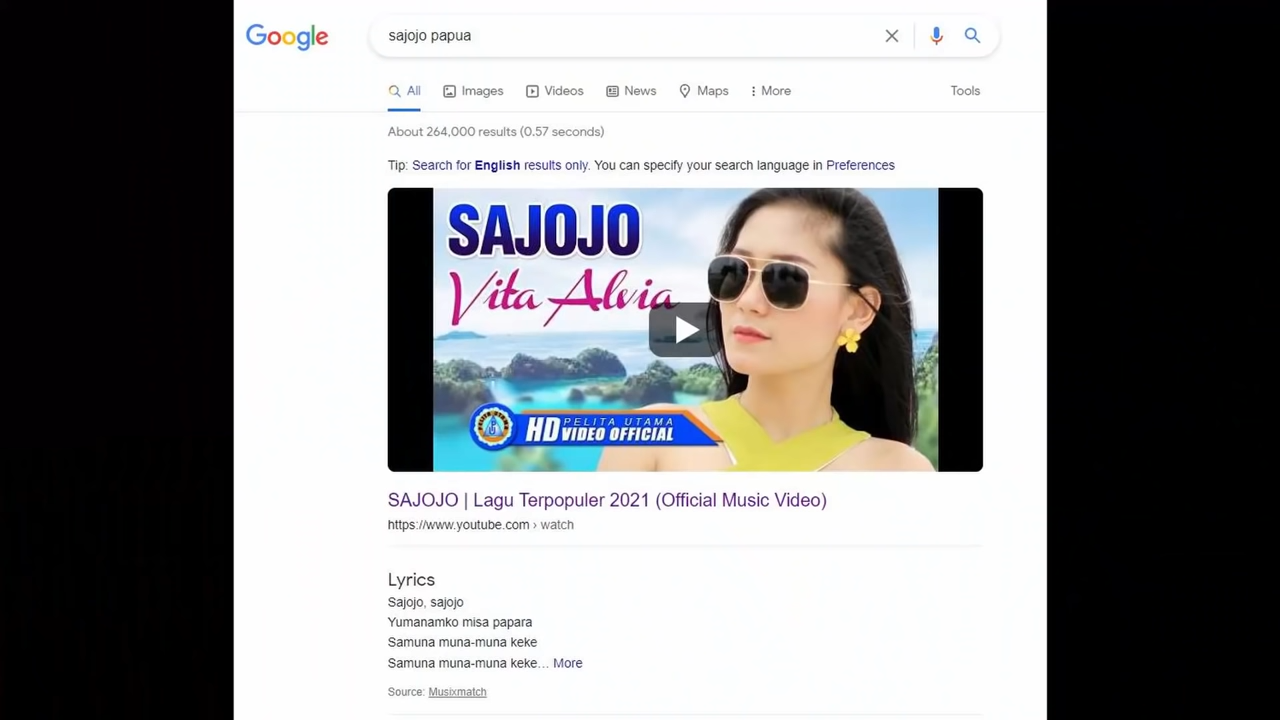 Google
sajojo papua
All Images Videos News Maps More Tools
About 264,000 results (0.57 seconds)
Tip: Search for English results only. You can specify your search language in Preferences
SAJOJO
Vita Alvia
PELITA UTAMA
HD VIDEO OFFICIAL
SAJOJO | Lagu Terpopuler 2021 (Official Music Video)
https://www.youtube.com › watch
Lyrics
Sajojo, sajojo
Yumanamko misa papara
Samuna muna-muna keke
Samuna muna-muna keke... More
Source: Musixmatch